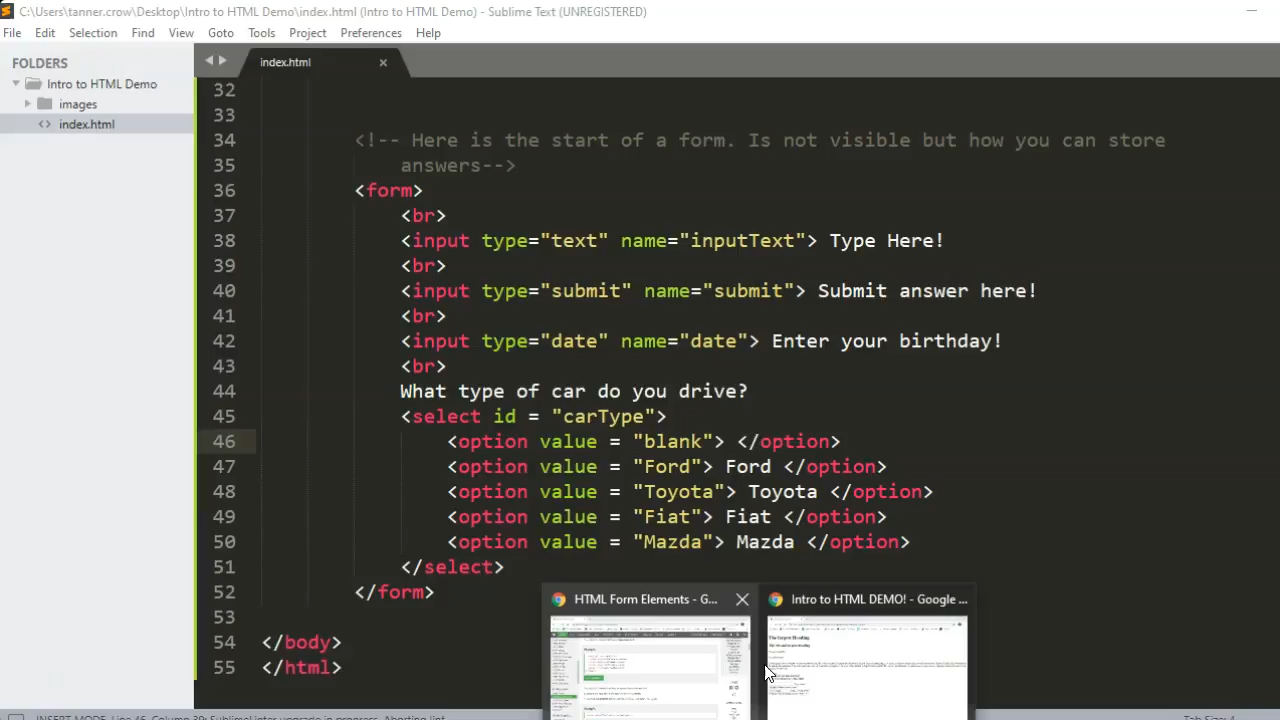 C:\Users\tanner.crow\Desktop\Intro to HTML Demo\index.html (Intro to HTML Demo) - Sublime Text (UNREGISTERED)
File Edit Selection Find View Goto Tools Project Preferences Help
FOLDERS
Intro to HTML Demo
images
<> index.html
index.html
32
33
34 <!-- Here is the start of a form. Is not visible but how you can store
35 answers-->
36 <form>
37 <br>
38 <input type="text" name="inputText"> Type Here!
39 <br>
40 <input type="submit" name="submit"> Submit answer here!
41 <br>
42 <input type="date" name="date"> Enter your birthday!
43 <br>
44 What type of car do you drive?
45 <select id = "carType">
46 <option value = "blank"> </option>
47 <option value = "Ford"> Ford </option>
48 <option value = "Toyota"> Toyota </option>
49 <option value = "Fiat"> Fiat </option>
50 <option value = "Mazda"> Mazda </option>
51 </select>
52 </form>
53
54 </body>
55 </html>
HTML Form Elements - G...
Intro to HTML DEMO! - Google ...